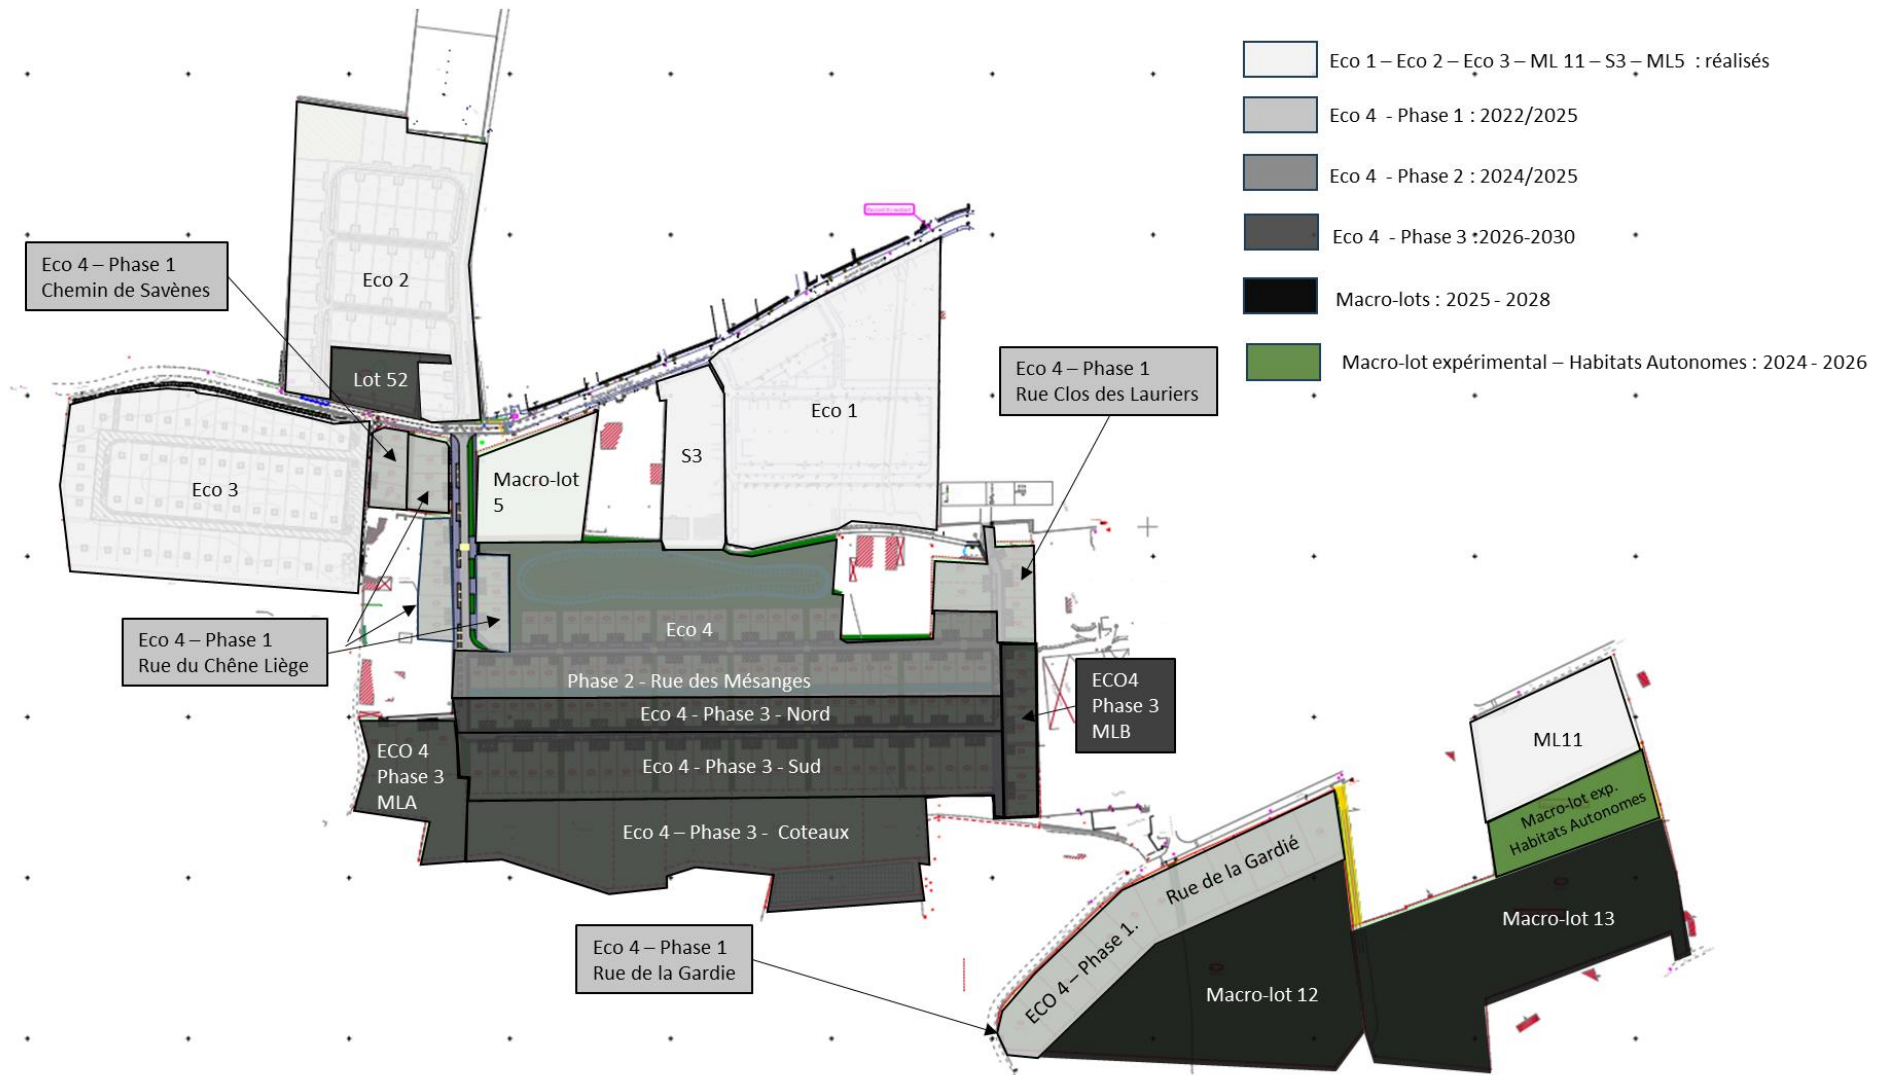 Eco 1 – Eco 2 – Eco 3 – ML 11 – S3 – ML5 : réalisés
Eco 4 - Phase 1 : 2022/2025
Eco 4 - Phase 2 : 2024/2025
Eco 4 - Phase 3 :2026-2030
Macro-lots : 2025 - 2028
Macro-lot expérimental – Habitats Autonomes : 2024 - 2026
Eco 4 – Phase 1
Chemin de Savènes
Eco 2
Lot 52
Eco 3
Macro-lot
5
S3
Eco 1
Eco 4 – Phase 1
Rue Clos des Lauriers
Eco 4 – Phase 1
Rue du Chêne Liège
Eco 4
Phase 2 - Rue des Mésanges
Eco 4 - Phase 3 - Nord
Eco 4 - Phase 3 - Sud
Eco 4 – Phase 3 - Coteaux
ECO 4
Phase 3
MLA
ECO4
Phase 3
MLB
ML11
Macro-lot exp.
Habitats Autonomes
Macro-lot 13
Macro-lot 12
Rue de la Gardié
ECO 4 – Phase 1.
Eco 4 – Phase 1
Rue de la Gardie